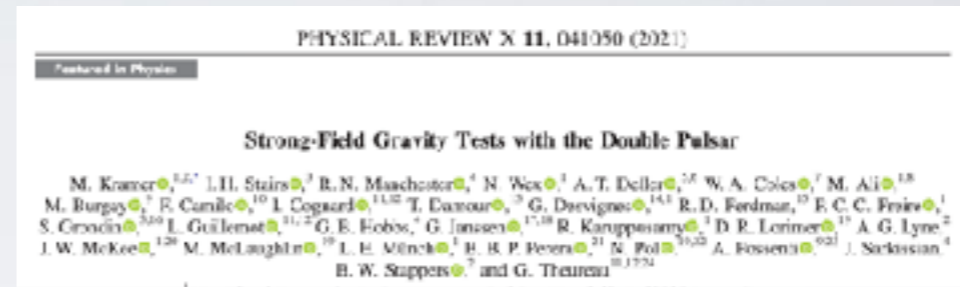 PHYSICAL REVIEW X 11, 041050 (2021)
Featured in Physics
Strong-Field Gravity Tests with the Double Pulsar
M. Kramer, I. H. Stairs, R. N. Manchester, N. Wex, A. T. Deller, W. A. Coles, M. Ali,
M. Burgay, F. Camilo, I. Cognard, T. Damour, G. Desvignes, R. D. Ferdman, P. C. C. Freire,
S. Grondin, L. Guillemot, G. B. Hobbs, G. Janssen, R. Karuppusamy, D. R. Lorimer, A. G. Lyne,
J. W. McKee, M. McLaughlin, L. E. Münch, B. B. P. Perera, N. Pol, A. Possenti, J. Sarkissian,
B. W. Stappers, and G. Theureau